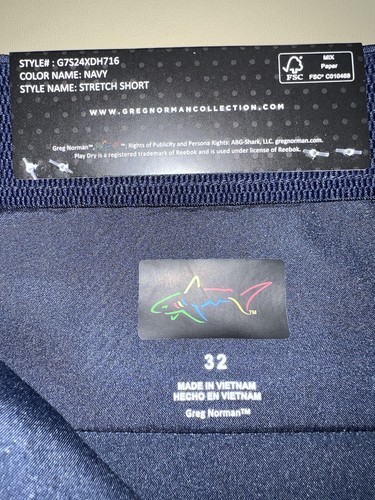 STYLE# : G7S24XDH716
COLOR NAME: NAVY
STYLE NAME: STRETCH SHORT
FSC
MIX
Paper
FSC® C010468
WWW.GREGNORMANCOLLECTION.COM
Greg Norman™, ™; Rights of Publicity and Persona Rights: ABG-Shark, LLC. gregnorman.com.
Play Dry is a registered trademark of Reebok and is used under license of Reebok.
TM
32
MADE IN VIETNAM
HECHO EN VIETNAM
Greg Norman™